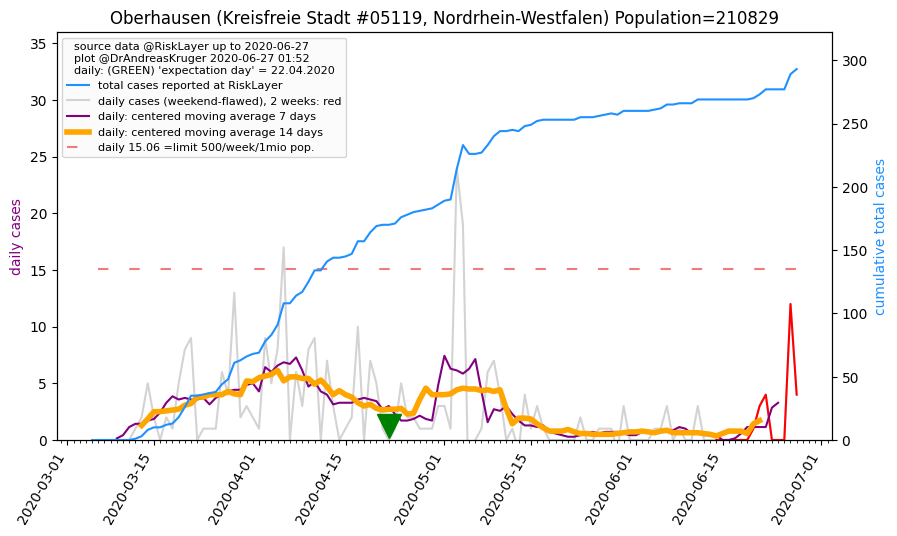 Oberhausen (Kreisfreie Stadt #05119, Nordrhein-Westfalen) Population=210829
source data @RiskLayer up to 2020-06-27
plot @DrAndreasKruger 2020-06-27 01:52
daily: (GREEN) 'expectation day' = 22.04.2020
total cases reported at RiskLayer
daily cases (weekend-flawed), 2 weeks: red
daily: centered moving average 7 days
daily: centered moving average 14 days
daily 15.06 =limit 500/week/1mio pop.
daily cases
35
30
25
20
15
10
5
0
cumulative total cases
300
250
200
150
100
50
0
2020-03-01
2020-03-15
2020-04-01
2020-04-15
2020-05-01
2020-05-15
2020-06-01
2020-06-15
2020-07-01